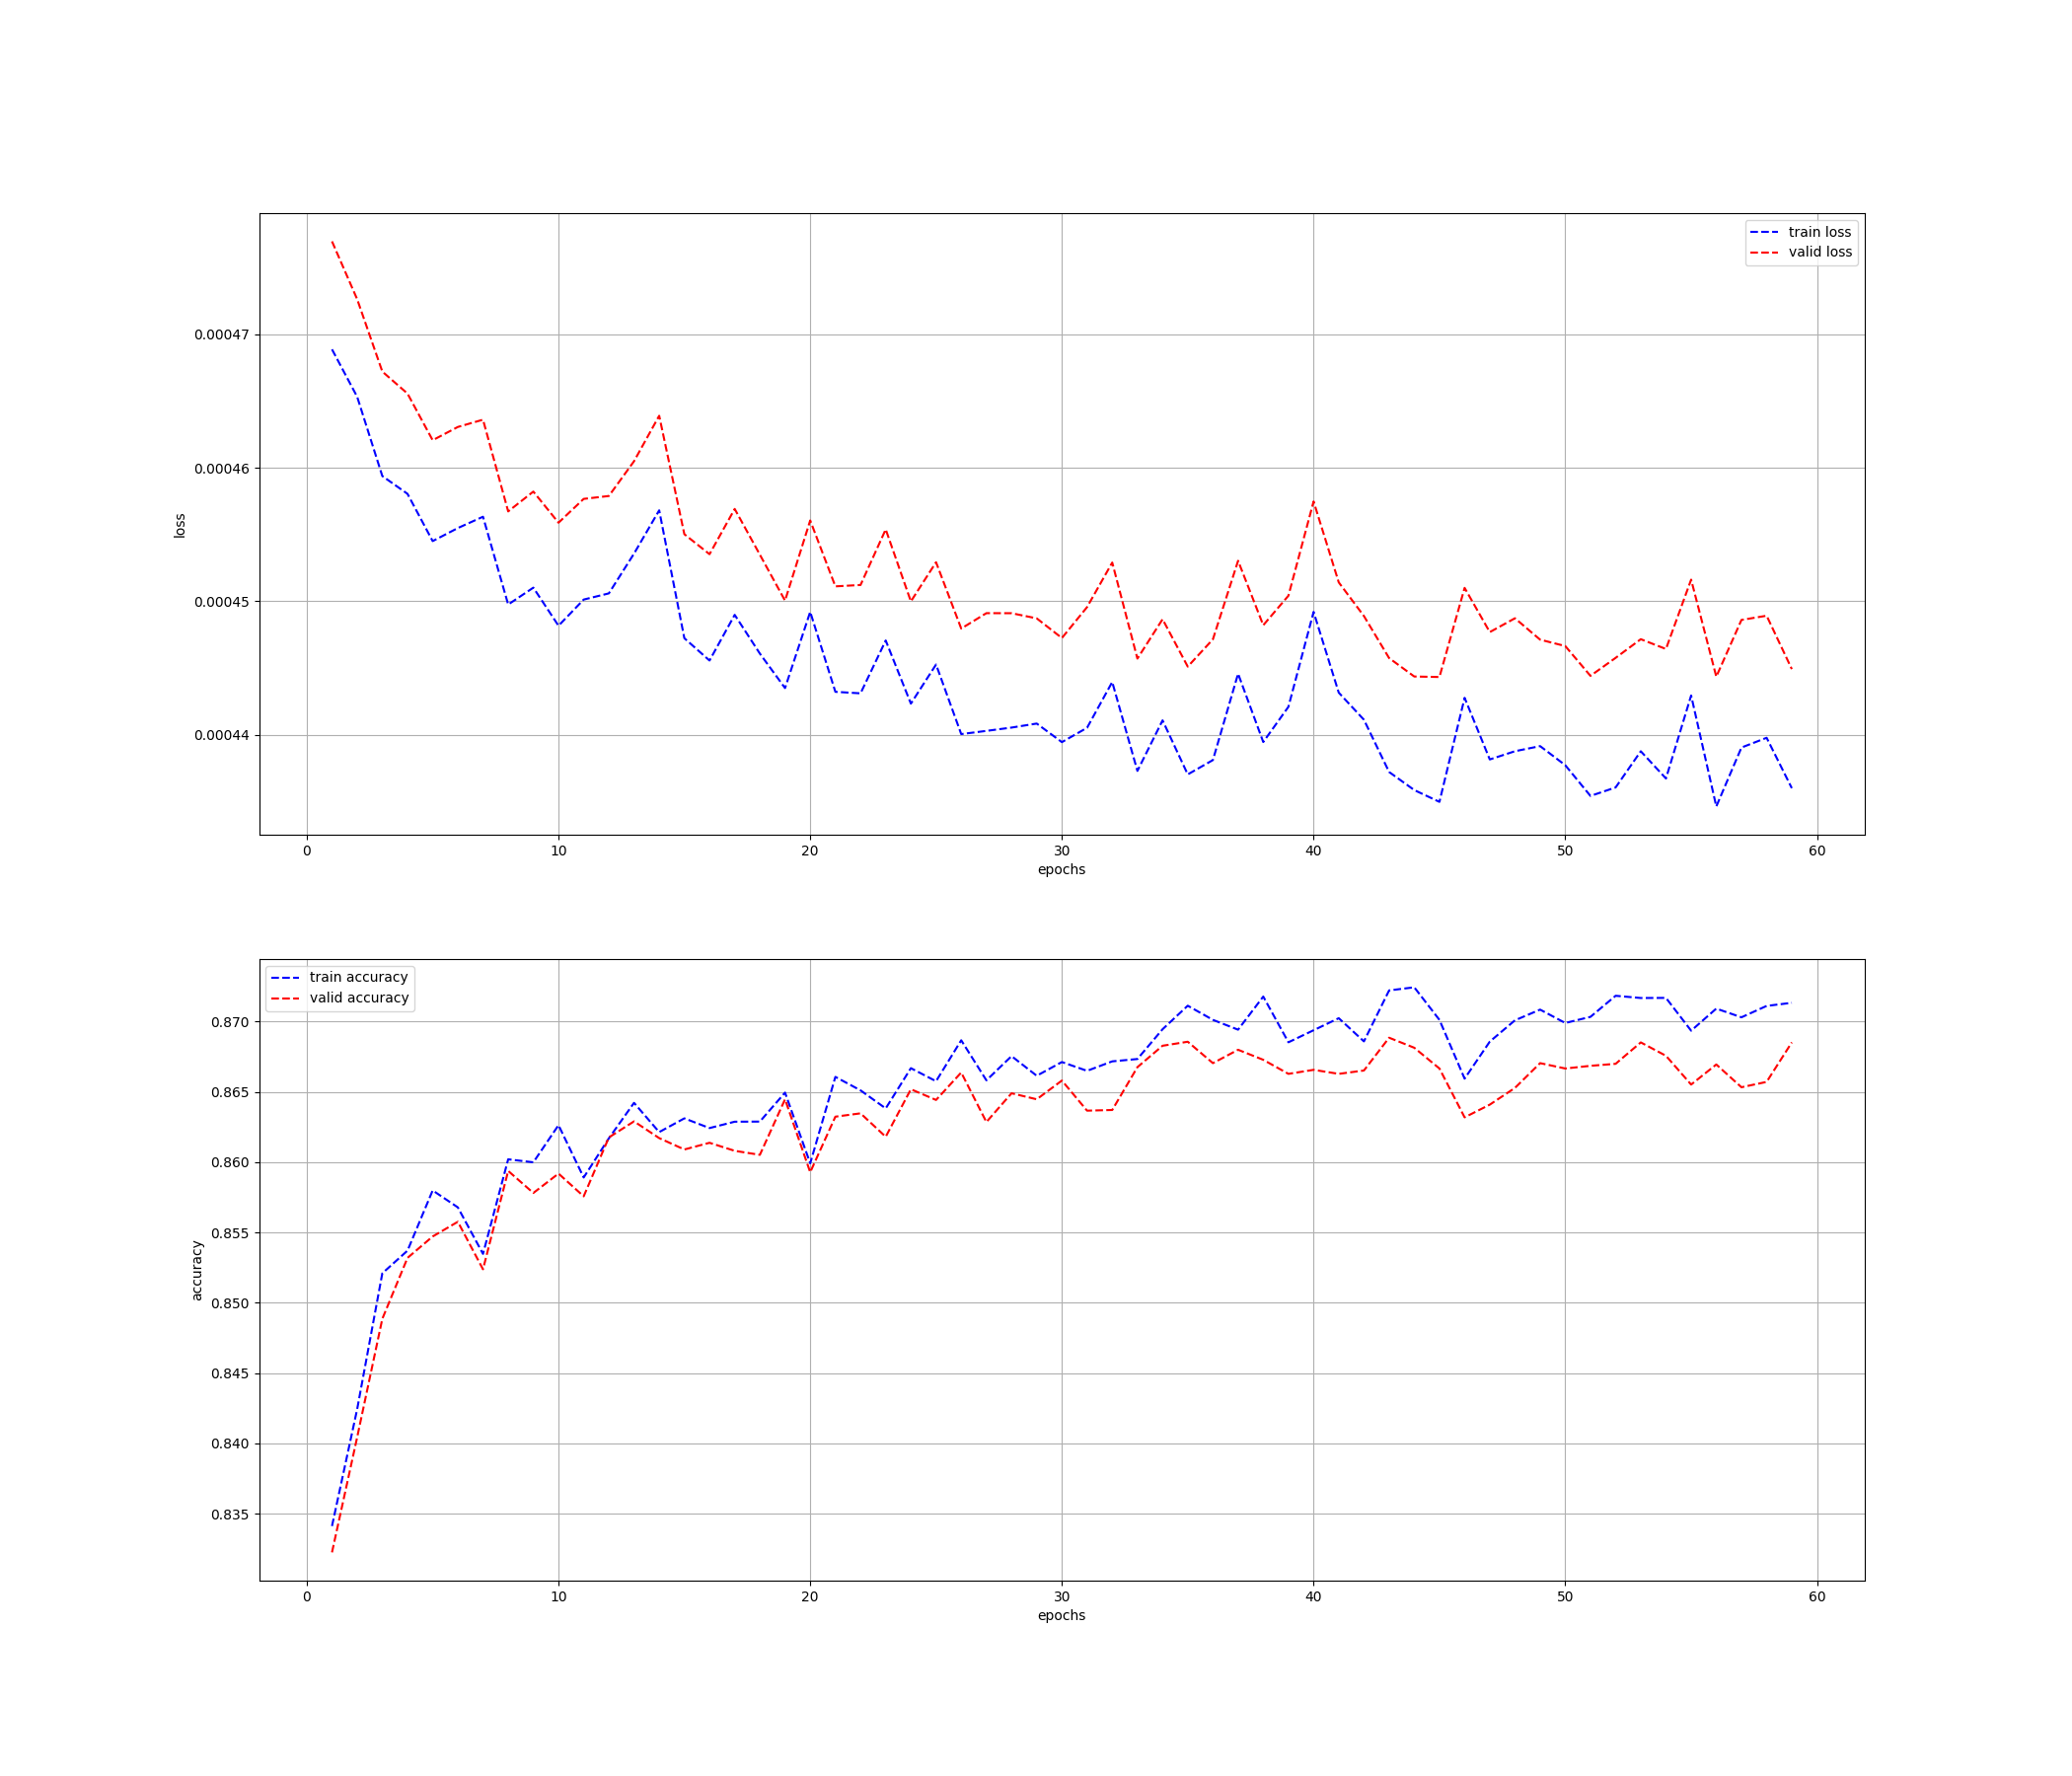 train loss
valid loss
0.00047
0.00046
0.00045
0.00044
loss
0 10 20 30 40 50 60
epochs
train accuracy
valid accuracy
0.870
0.865
0.860
0.855
0.850
0.845
0.840
0.835
accuracy
0 10 20 30 40 50 60
epochs